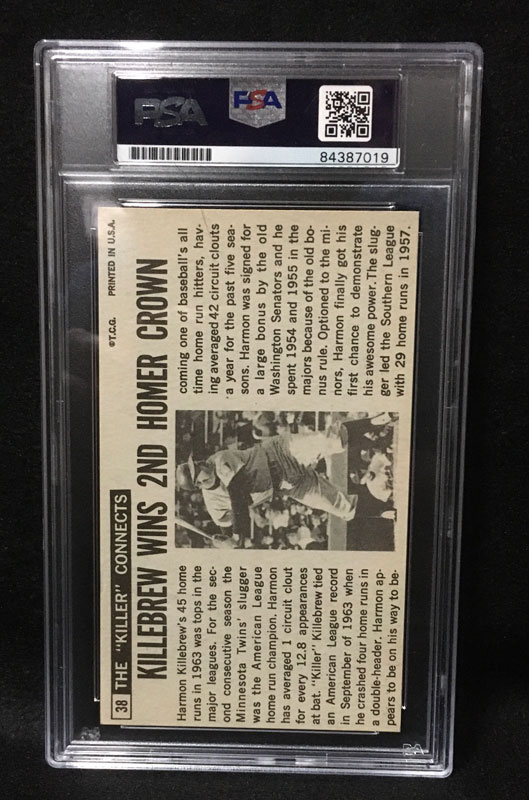 PSA
PSA
84387019
38 THE "KILLER" CONNECTS
©T.C.G. PRINTED IN U.S.A.
KILLEBREW WINS 2ND HOMER CROWN
Harmon Killebrew's 45 home
runs in 1963 was tops in the
major leagues. For the sec-
ond consecutive season the
Minnesota Twins' slugger
was the American League
home run champion. Harmon
has averaged 1 circuit clout
for every 12.8 appearances
at bat. "Killer" Killebrew tied
an American League record
in September of 1963 when
he crashed four home runs in
a double-header. Harmon ap-
pears to be on his way to be-
coming one of baseball's all
time home run hitters, hav-
ing averaged 42 circuit clouts
a year for the past five sea-
sons. Harmon was signed for
a large bonus by the old
Washington Senators and he
spent 1954 and 1955 in the
majors because of the old bo-
nus rule. Optioned to the mi-
nors, Harmon finally got his
first chance to demonstrate
his awesome power. The slug-
ger led the Southern League
with 29 home runs in 1957.